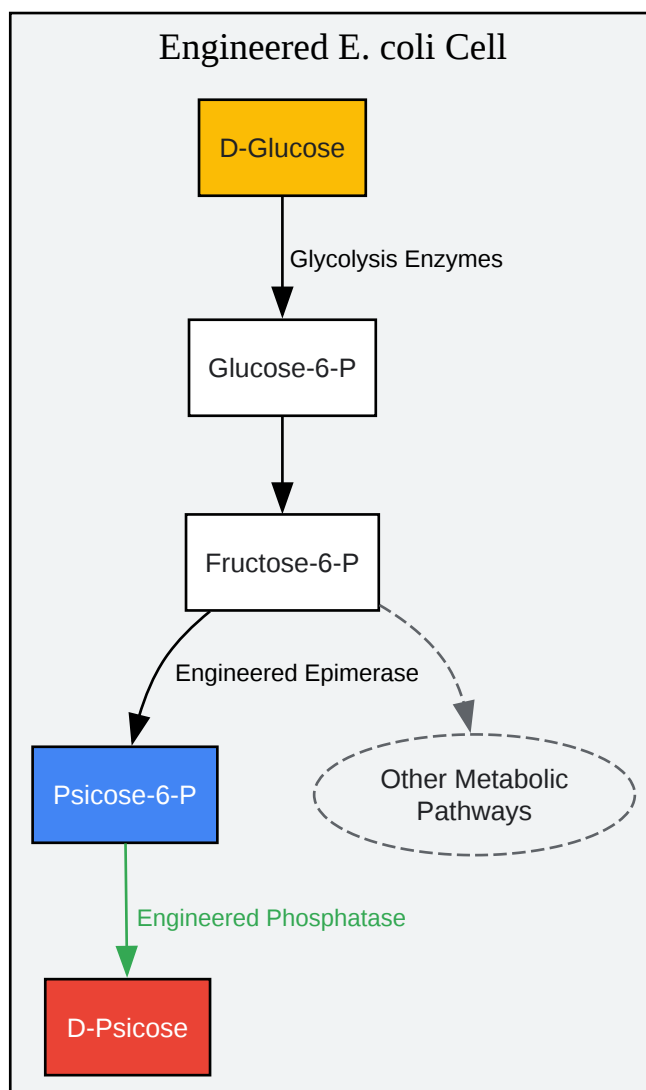 Engineered E. coli Cell
D-Glucose
Glycolysis Enzymes
Glucose-6-P
Fructose-6-P
Engineered Epimerase
Psicose-6-P
Other Metabolic
Pathways
Engineered Phosphatase
D-Psicose